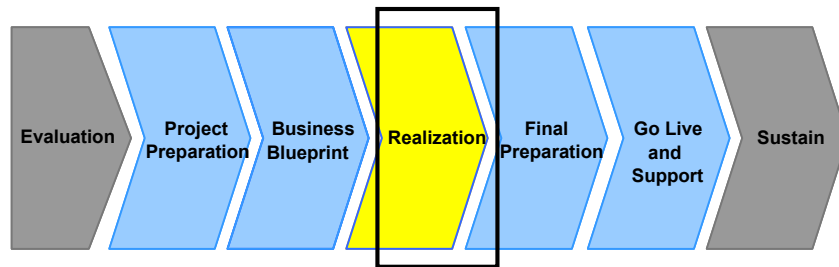 Evaluation
Project
Preparation
Business
Blueprint
Realization
Final
Preparation
Go Live
and
Support
Sustain